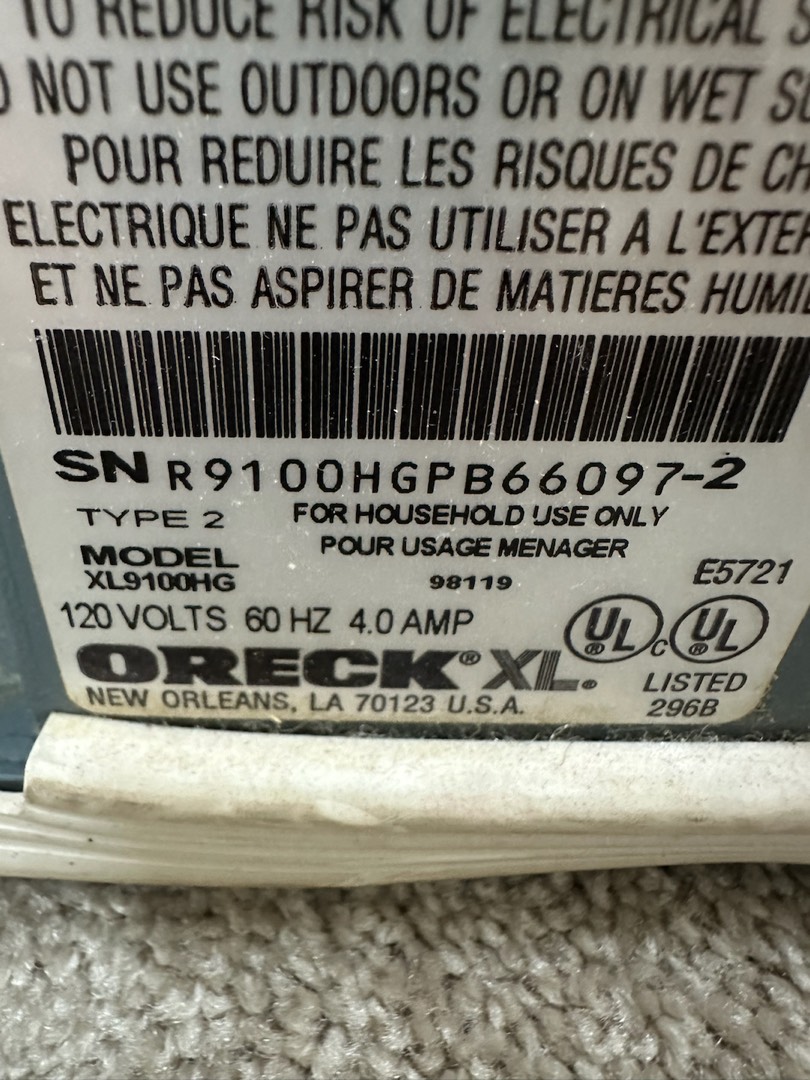 TO REDUCE RISK OF ELECTRICAL
NOT USE OUTDOORS OR ON WET
POUR REDUIRE LES RISQUES DE
ELECTRIQUE NE PAS UTILISER A
ET NE PAS ASPIRER DE MATIERES
SN R9100HGPB66097-2
TYPE 2 FOR HOUSEHOLD USE ONLY
POUR USAGE MENAGER
MODEL
XL9100HG 98119 E5721
120 VOLTS 60 HZ 4.0 AMP
UL® c UL®
ORECK® XL®
LISTED
NEW ORLEANS, LA 70123 U.S.A. 296B